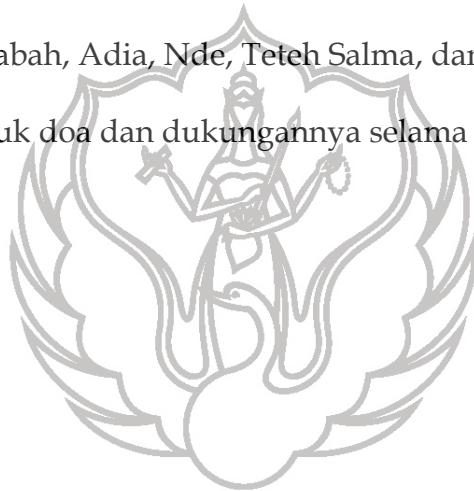 abah, Adia, Nde, Teteh Salma, dan
uk doa dan dukungannya selama